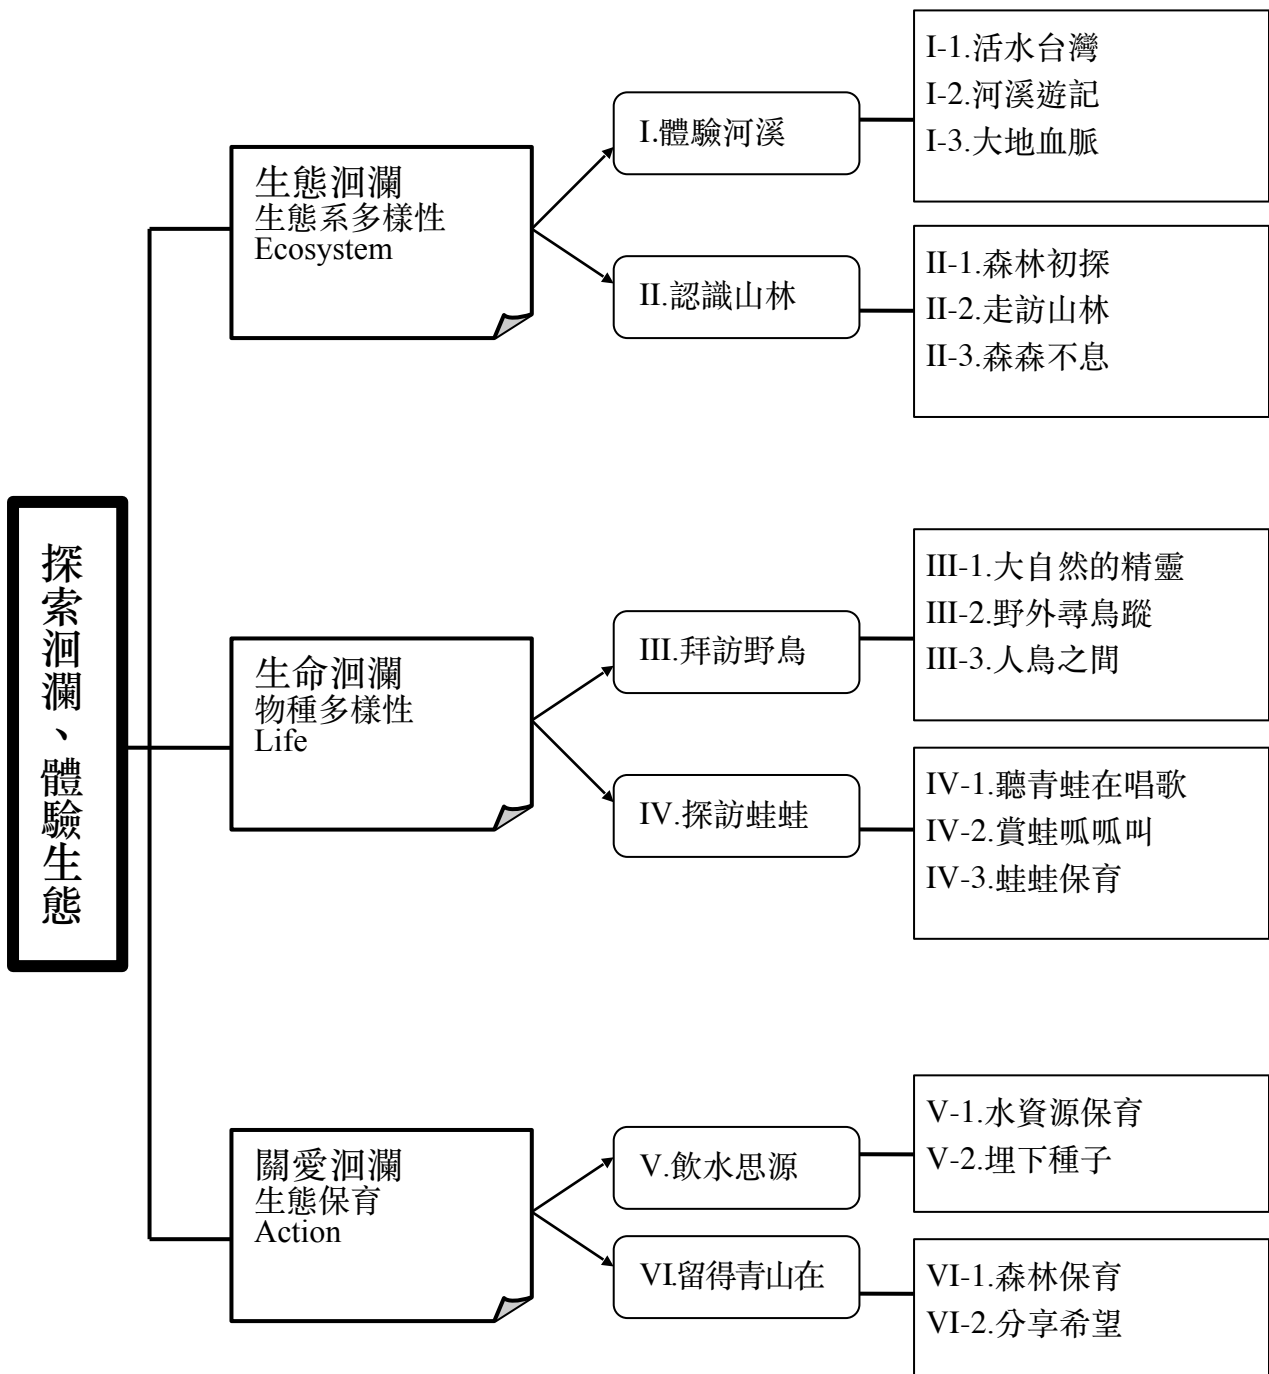 探索洄瀾、體驗生態
生態洄瀾
生態系多樣性
Ecosystem
I.體驗河溪
I-1.活水台灣
I-2.河溪遊記
I-3.大地血脈
II.認識山林
II-1.森林初探
II-2.走訪山林
II-3.森森不息
生命洄瀾
物種多樣性
Life
III.拜訪野鳥
III-1.大自然的精靈
III-2.野外尋鳥蹤
III-3.人鳥之間
IV.探訪蛙蛙
IV-1.聽青蛙在唱歌
IV-2.賞蛙呱呱叫
IV-3.蛙蛙保育
關愛洄瀾
生態保育
Action
V.飲水思源
V-1.水資源保育
V-2.埋下種子
VI.留得青山在
VI-1.森林保育
VI-2.分享希望